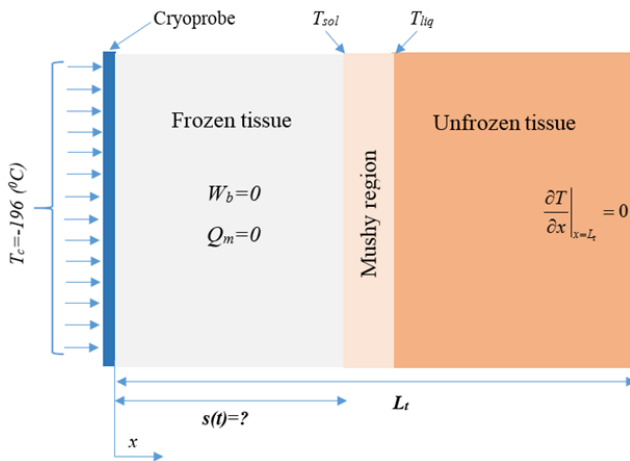 Cryoprobe
T_sol
T_liq
T_c=-196 (⁰C)
Frozen tissue
W_b=0
Q_m=0
Mushy region
Unfrozen tissue
∂T/∂x|_{x=L_t} = 0
L_t
s(t)=?
x